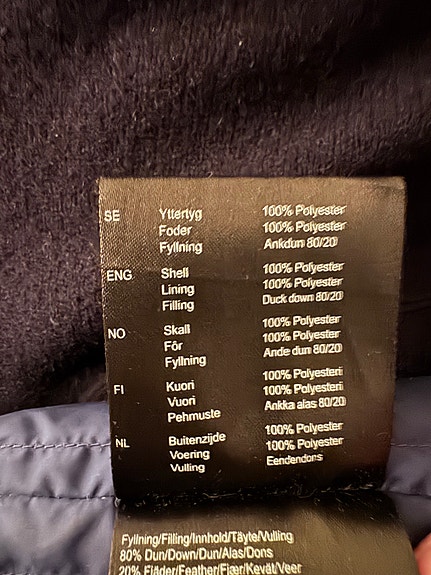 SE Yttertyg 100% Polyester
Foder 100% Polyester
Fyllning Ankdun 80/20
ENG Shell 100% Polyester
Lining 100% Polyester
Filling Duck down 80/20
NO Skall 100% Polyester
Fôr 100% Polyester
Fyllning Ande dun 80/20
FI Kuori 100% Polyesterii
Vuori 100% Polyesterii
Pehmuste Ankka alas 80/20
NL Buitenzijde 100% Polyester
Voering 100% Polyester
Vulling Eendendons
Fyllning/Filling/Innhold/Täyte/Vulling
80% Dun/Down/Dun/Alas/Dons
20% Fjäder/Feather/Fjær/Kevät/Veer